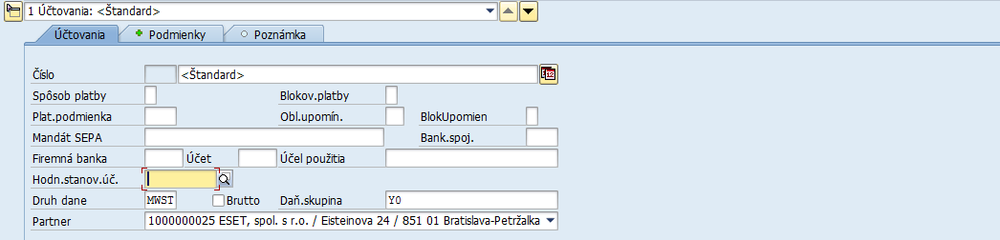 1 Účtovania: <Štandard>
Účtovania Podmienky Poznámka
Číslo <Štandard>
Spôsob platby Blokov.platby
Plat.podmienka Obl.upomín. BlokUpomien
Mandát SEPA Bank.spoj.
Firemná banka Účet Účel použitia
Hodn.stanov.úč.
Druh dane MWST Brutto Daň.skupina Y0
Partner 1000000025 ESET, spol. s r.o. / Eisteinova 24 / 851 01 Bratislava-Petržalka